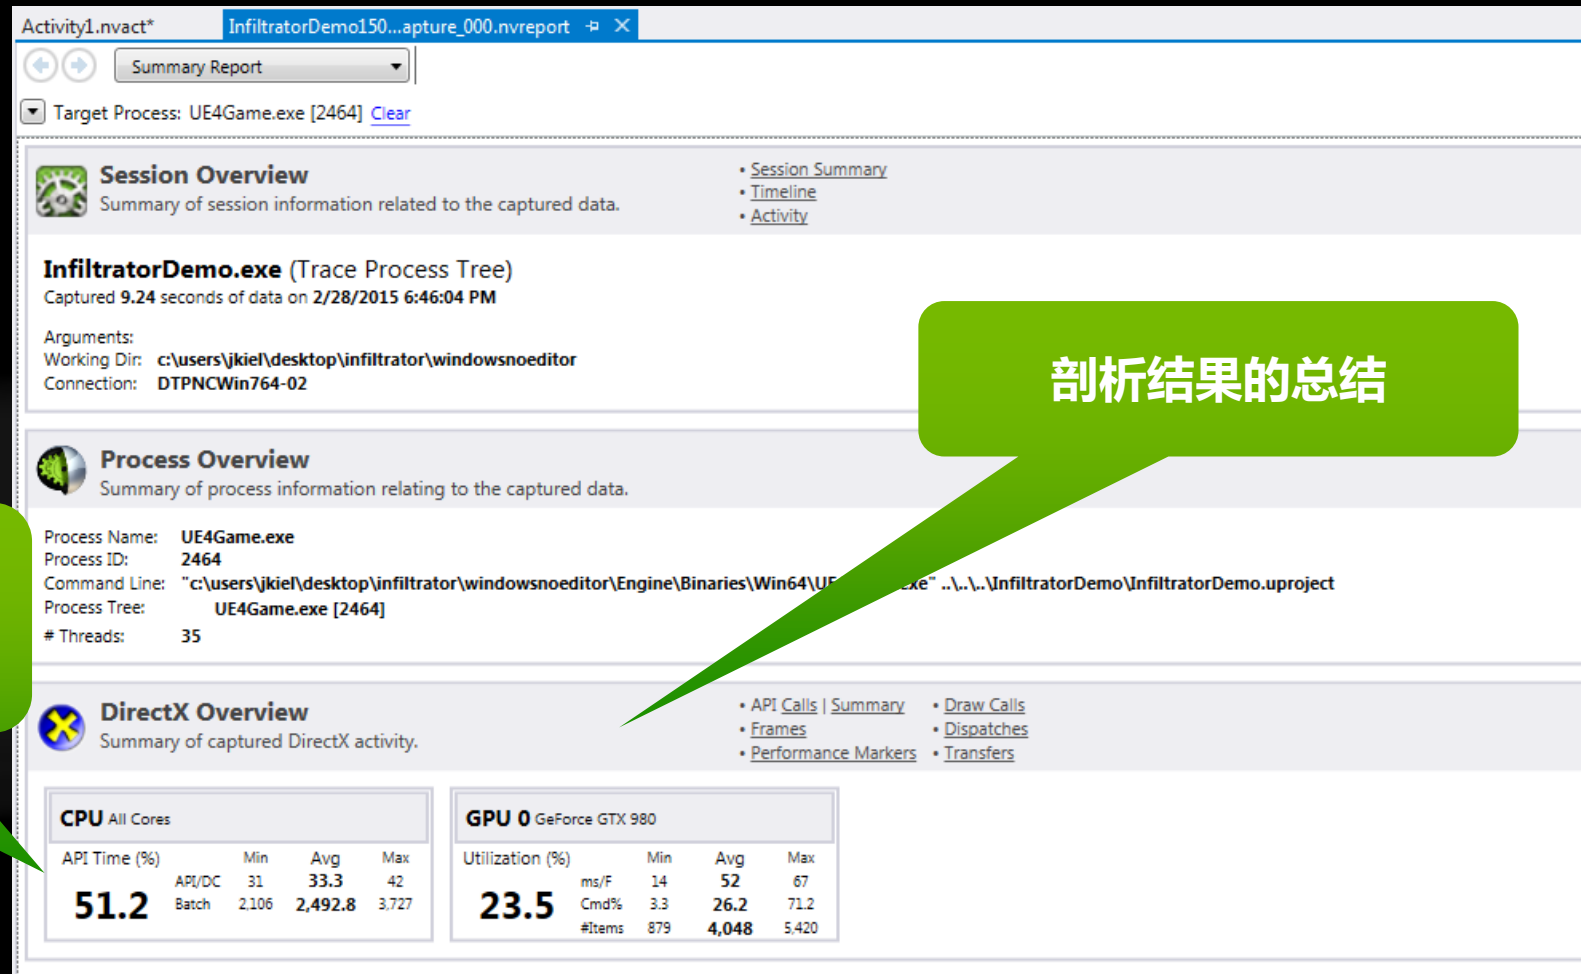 Activity1.nvact*
InfiltratorDemo150...apture_000.nvreport
Summary Report
Target Process: UE4Game.exe [2464] Clear
Session Overview
Summary of session information related to the captured data.
• Session Summary
• Timeline
• Activity
InfiltratorDemo.exe (Trace Process Tree)
Captured 9.24 seconds of data on 2/28/2015 6:46:04 PM
Arguments:
Working Dir: c:\users\jkiel\desktop\infiltrator\windowsnoeditor
Connection: DTPNCWin764-02
剖析结果的总结
Process Overview
Summary of process information relating to the captured data.
Process Name: UE4Game.exe
Process ID: 2464
Command Line: "c:\users\jkiel\desktop\infiltrator\windowsnoeditor\Engine\Binaries\Win64\UE xe" ..\..\..\InfiltratorDemo\InfiltratorDemo.uproject
Process Tree: UE4Game.exe [2464]
# Threads: 35
DirectX Overview
Summary of captured DirectX activity.
• API Calls | Summary
• Frames
• Performance Markers
• Draw Calls
• Dispatches
• Transfers
CPU All Cores
API Time (%) Min Avg Max
51.2
API/DC 31 33.3 42
Batch 2,106 2,492.8 3,727
GPU 0 GeForce GTX 980
Utilization (%) Min Avg Max
23.5
ms/F 14 52 67
Cmd% 3.3 26.2 71.2
#Items 879 4,048 5,420